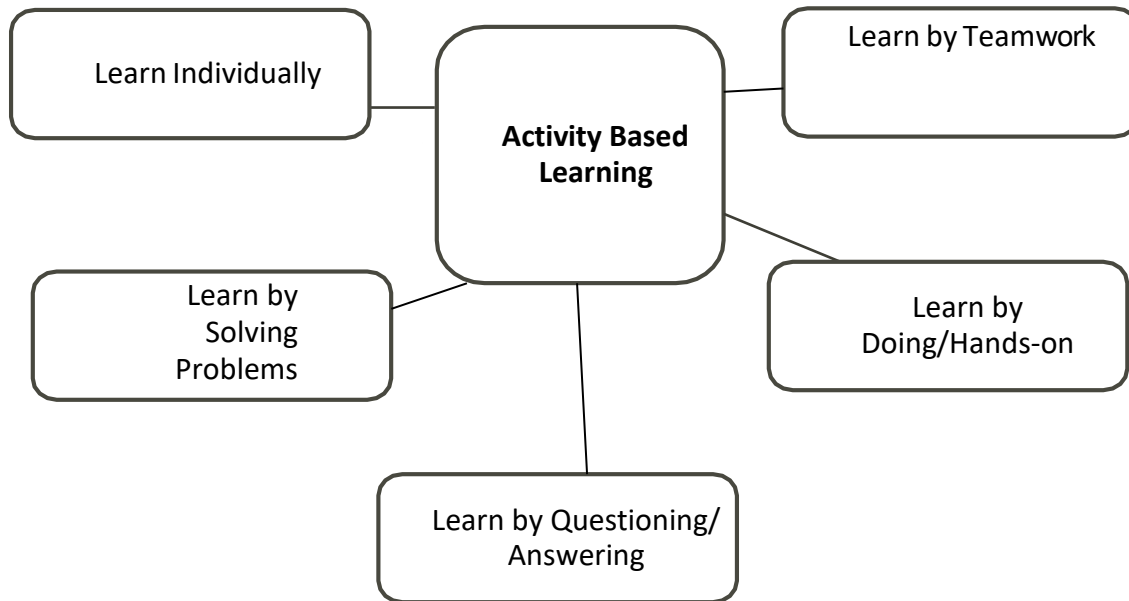 Learn Individually
Activity Based
Learning
Learn by Teamwork
Learn by
Solving
Problems
Learn by
Doing/Hands-on
Learn by Questioning/
Answering